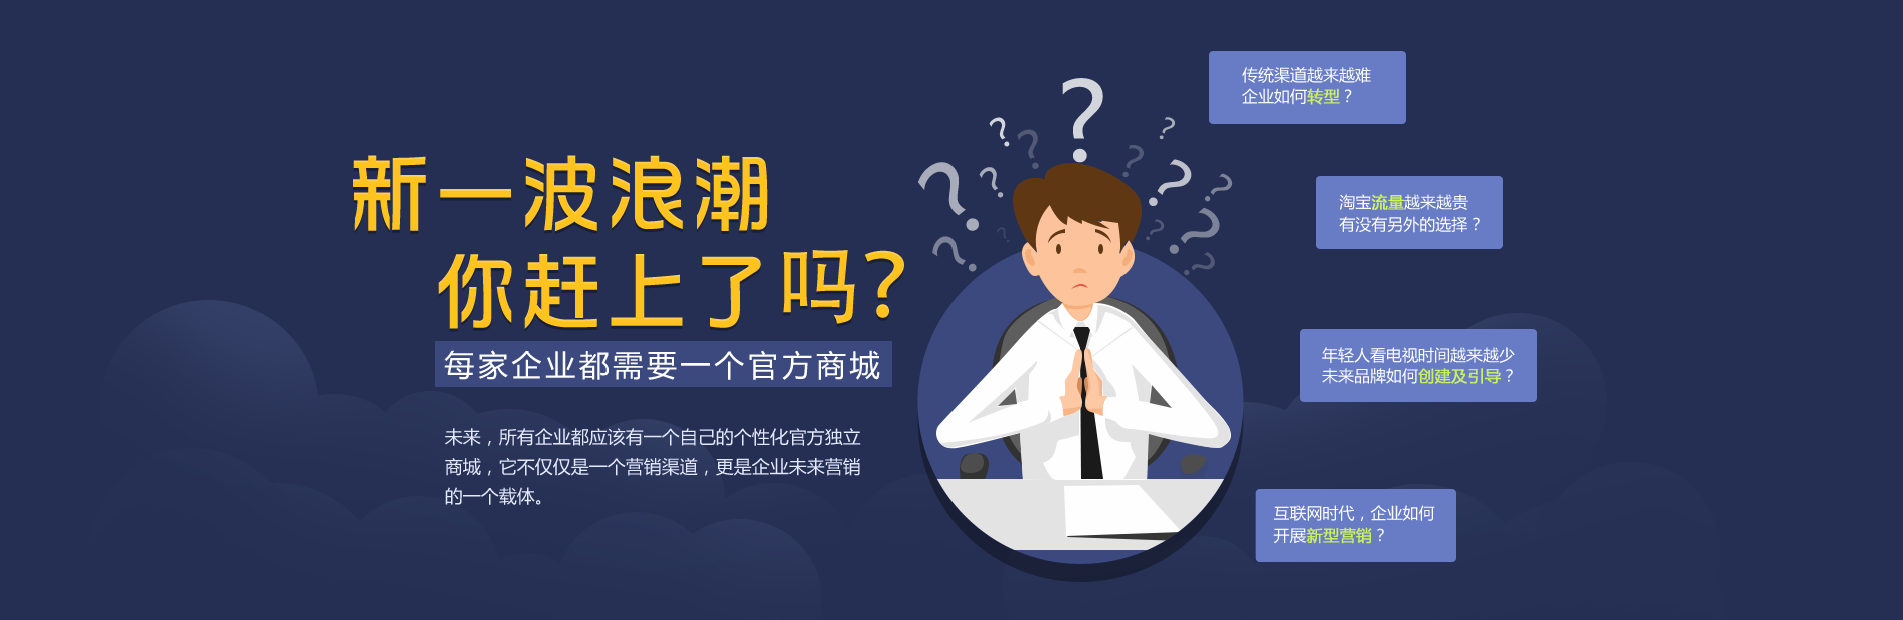 新一波浪潮
你赶上了吗？
每家企业都需要一个官方商城
未来，所有企业都应该有一个自己的个性化官方独立
商城，它不仅仅是一个营销渠道，更是企业未来营销
的一个载体。
传统渠道越来越难
企业如何转型？
淘宝流量越来越贵
有没有另外的选择？
年轻人看电视时间越来越少
未来品牌如何创建及引导？
互联网时代，企业如何
开展新型营销？